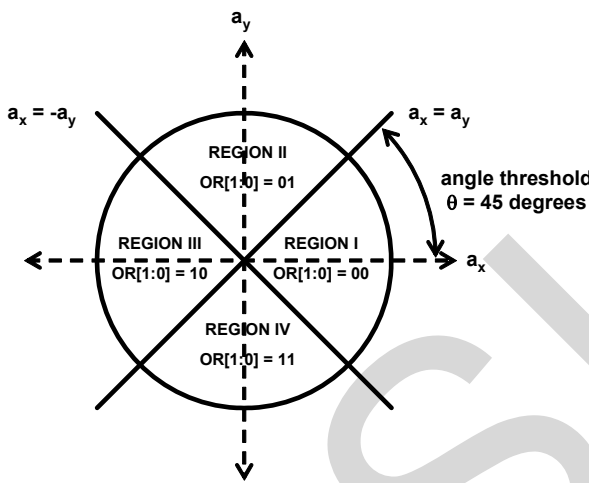 a_y
a_x = -a_y
a_x = a_y
REGION II
OR[1:0] = 01
angle threshold
θ = 45 degrees
REGION III
REGION I
a_x
OR[1:0] = 10
OR[1:0] = 00
REGION IV
OR[1:0] = 11